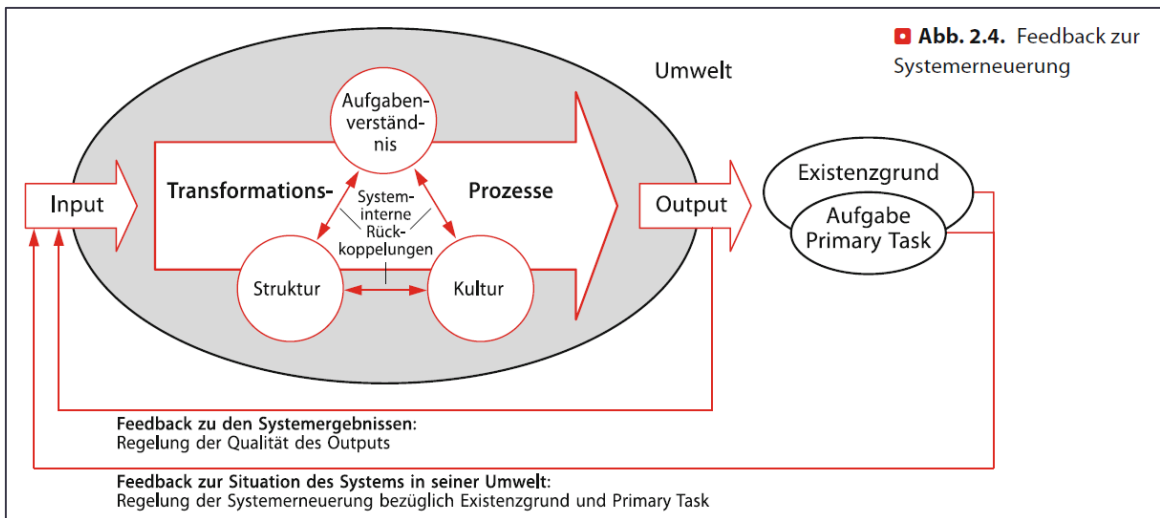 Abb. 2.4. Feedback zur
Systemerneuerung
Umwelt
Aufgaben-
verständ-
nis
Transformations-
Prozesse
System-
interne
Rück-
koppelungen
Struktur
Kultur
Input
Output
Existenzgrund
Aufgabe
Primary Task
Feedback zu den Systemergebnissen:
Regelung der Qualität des Outputs
Feedback zur Situation des Systems in seiner Umwelt:
Regelung der Systemerneuerung bezüglich Existenzgrund und Primary Task